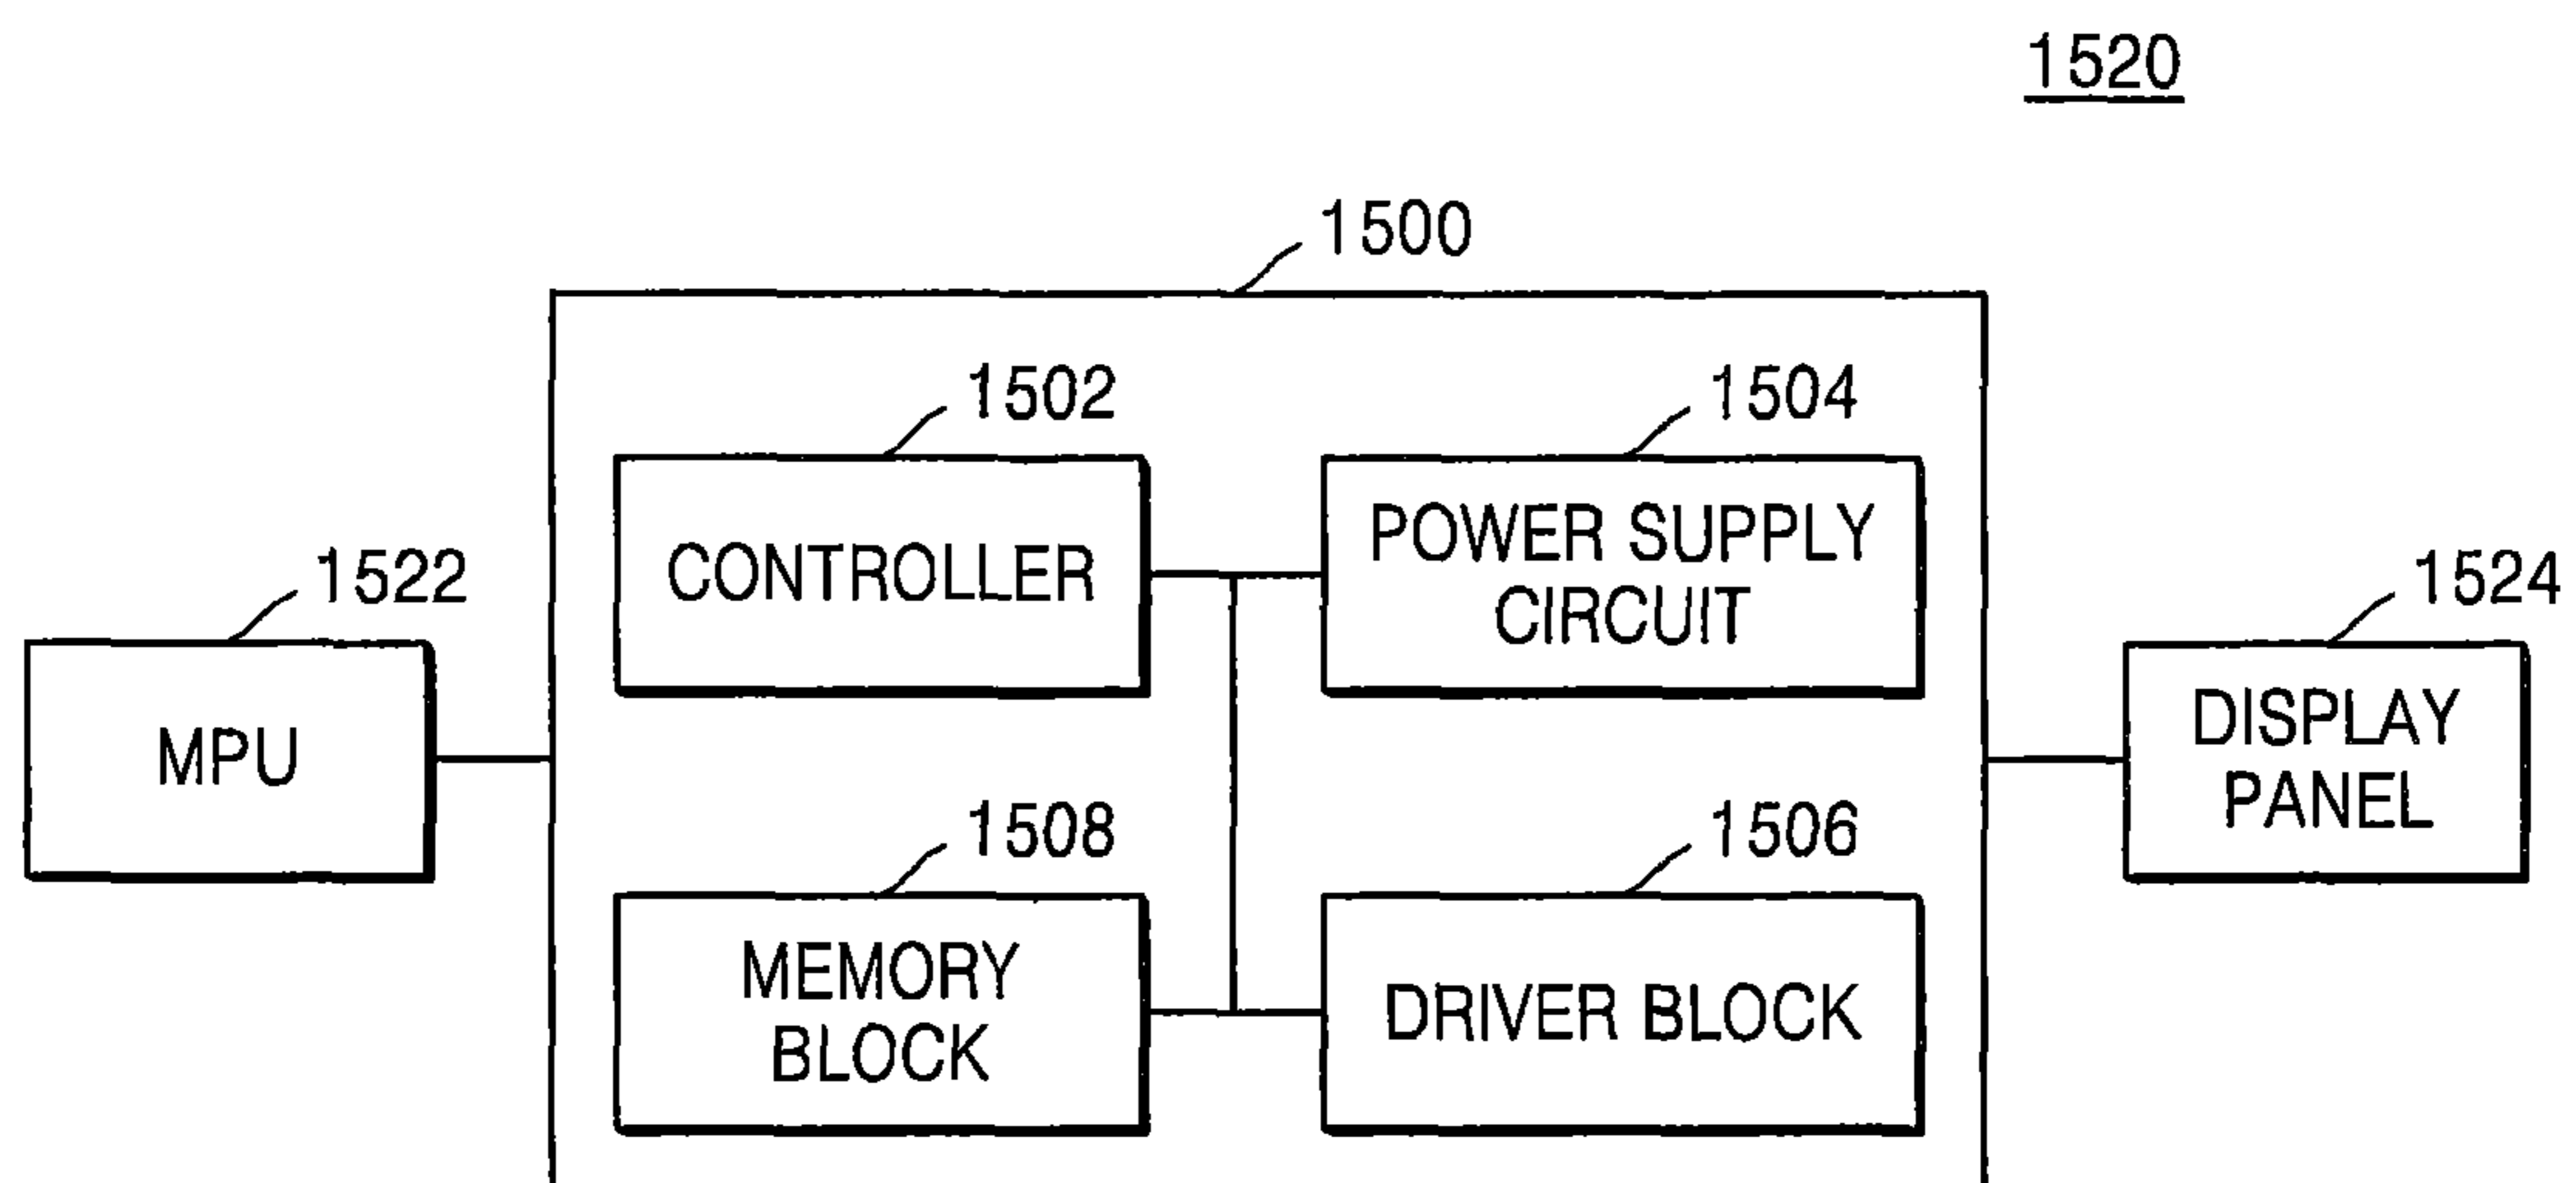 1520
1500
1502
1504
CONTROLLER
POWER SUPPLY
CIRCUIT
1522
MPU
1524
DISPLAY
PANEL
1508
1506
MEMORY
BLOCK
DRIVER BLOCK